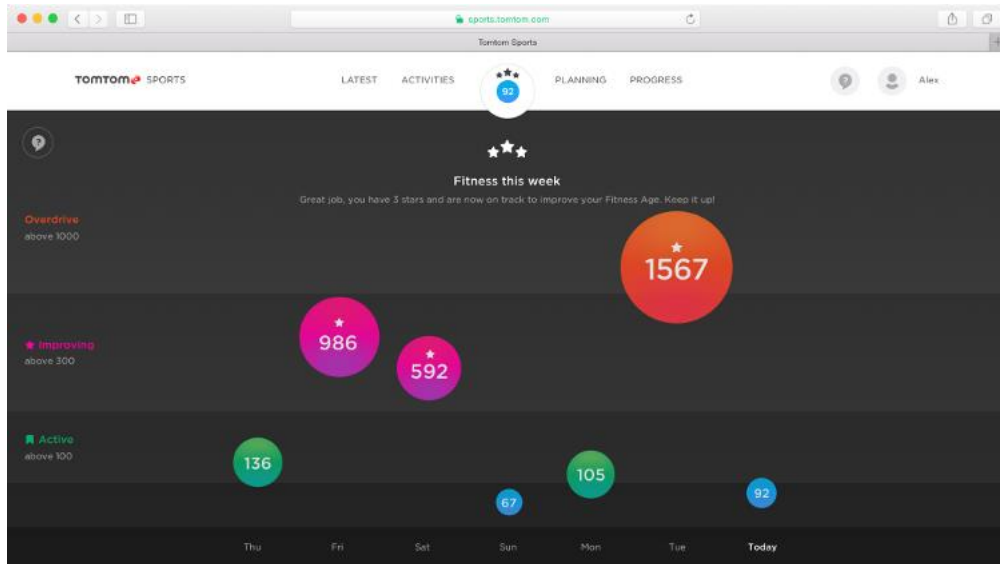 sports.tomtom.com
Tomtom Sports
TOMTOM SPORTS
LATEST
ACTIVITIES
92
PLANNING
PROGRESS
Alex
Fitness this week
Great job, you have 3 stars and are now on track to improve your Fitness Age. Keep it up!
Overdrive
above 1000
1567
Improving
above 300
986
592
Active
above 100
136
67
105
92
Thu
Fri
Sat
Sun
Mon
Tue
Today